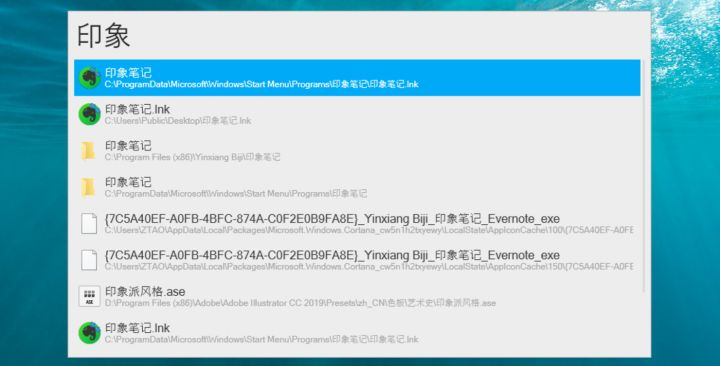 印象
印象笔记
C:\ProgramData\Microsoft\Windows\Start Menu\Programs\印象笔记\印象笔记.lnk
印象笔记.lnk
C:\Users\Public\Desktop\印象笔记.lnk
印象笔记
C:\Program Files (x86)\Yinxiang Biji\印象笔记
印象笔记
C:\ProgramData\Microsoft\Windows\Start Menu\Programs\印象笔记
{7C5A40EF-A0FB-4BFC-874A-C0F2E0B9FA8E}_Yinxiang Biji_印象笔记_Evernote_exe
C:\Users\ZTAO\AppData\Local\Packages\Microsoft.Windows.Cortana_cw5n1h2txyewy\LocalState\AppIconCache\100\{7C5A40EF-A0FB
{7C5A40EF-A0FB-4BFC-874A-C0F2E0B9FA8E}_Yinxiang Biji_印象笔记_Evernote_exe
C:\Users\ZTAO\AppData\Local\Packages\Microsoft.Windows.Cortana_cw5n1h2txyewy\LocalState\AppIconCache\150\{7C5A40EF-A0FB
印象派风格.ase
D:\Program Files (x86)\Adobe\Adobe Illustrator CC 2019\Presets\zh_CN\色板\艺术史\印象派风格.ase
ASE
印象笔记.lnk
C:\ProgramData\Microsoft\Windows\Start Menu\Programs\印象笔记\印象笔记.lnk